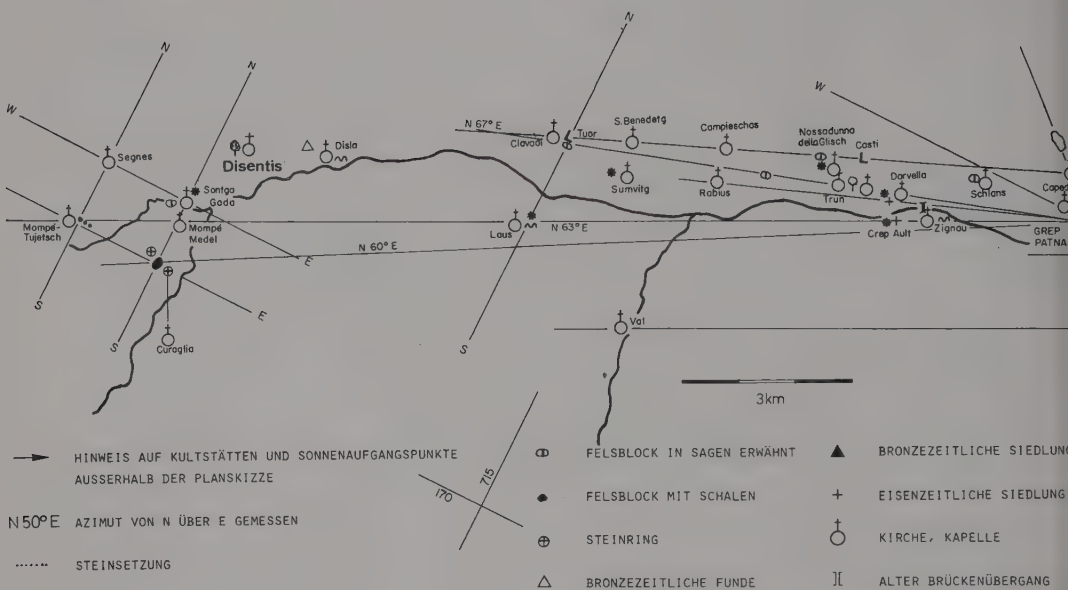 N
N
N
W
W
N 67° E
S. Benedetg
Campieschas
Nossadunna
della Glisch
Casti
Clavadi
Tuor
Segnes
Disentis
Disla
Sumvitg
Rabius
Trun
Darvella
Schlans
Caped
Sontga
Gada
Mompé-
Tujetsch
Mompé
Medel
Laus
N 63° E
Crep Ault
Zignau
GREP
PATNA
N 60° E
E
E
S
S
S
Curaglia
Val
3km
HINWEIS AUF KULTSTÄTTEN UND SONNENAUFGANGSPUNKTE
AUSSERHALB DER PLANSKIZZE
N 50° E AZIMUT VON N ÜBER E GEMESSEN
STEINSETZUNG
170
715
FELSBLOCK IN SAGEN ERWÄHNT
FELSBLOCK MIT SCHALEN
STEINRING
BRONZEZEITLICHE FUNDE
BRONZEZEITLICHE SIEDLUNG
EISENZEITLICHE SIEDLUNG
KIRCHE, KAPELLE
ALTER BRÜCKENÜBERGANG